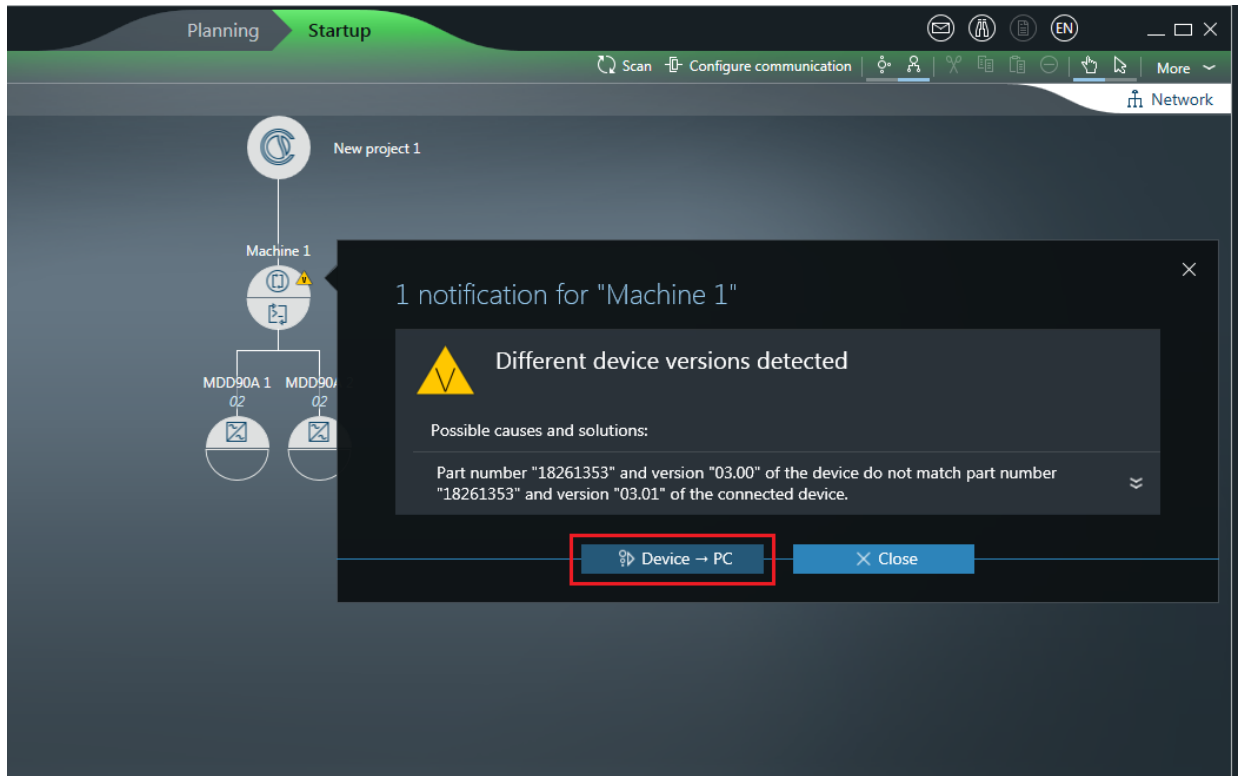 Planning Startup EN
Scan Configure communication More
Network
New project 1
Machine 1
1 notification for "Machine 1"
V
Different device versions detected
MDD90A 1 MDD90A
02 02
Possible causes and solutions:
Part number "18261353" and version "03.00" of the device do not match part number
"18261353" and version "03.01" of the connected device.
Device → PC Close